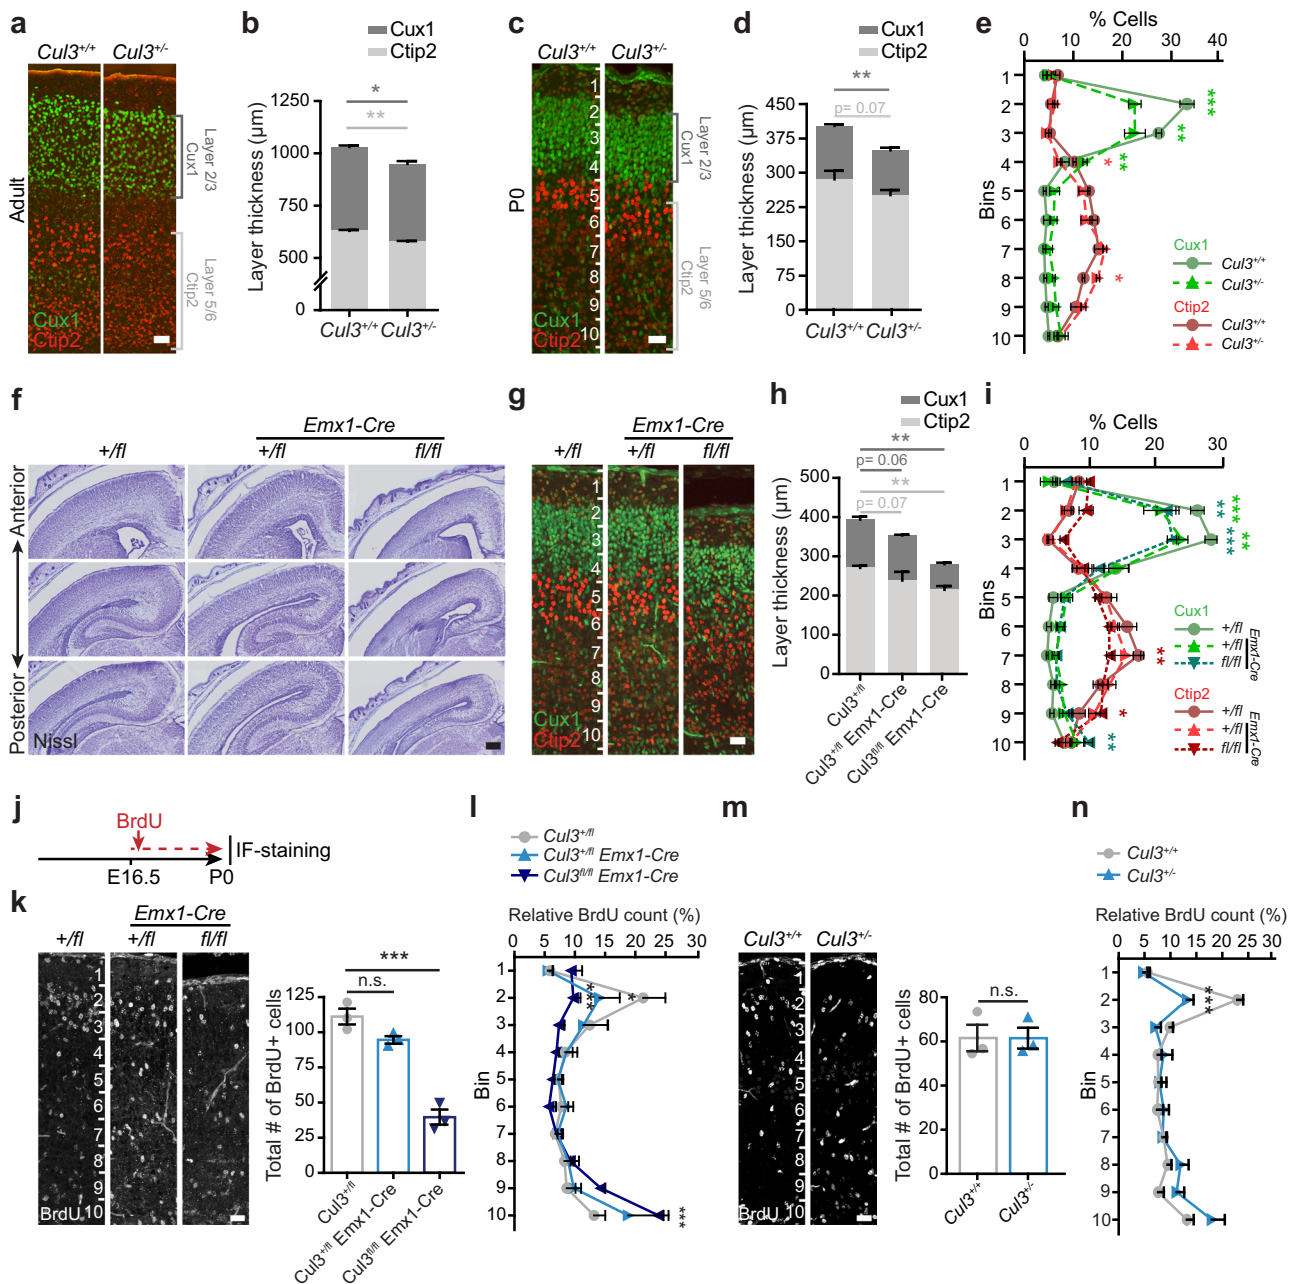 a
Cul3+/+ Cul3+/-
Adult
Layer 2/3
Cux1
Layer 5/6
Ctip2
Cux1
Ctip2
b
Cux1
Ctip2
Layer thickness (µm)
1250
1000
750
500
0
*
**
Cul3+/+ Cul3+/-
c
Cul3+/+ Cul3+/-
P0
1
2
3
4
5
6
7
8
9
10
Layer 2/3
Cux1
Layer 5/6
Ctip2
Cux1
Ctip2
d
Cux1
Ctip2
Layer thickness (µm)
450
375
300
225
150
75
0
**
p= 0.07
Cul3+/+ Cul3+/-
e
% Cells
0 10 20 30 40
Bins
1
2
3
4
5
6
7
8
9
10
***
**
* **
*
Cux1
Cul3+/+
Cul3+/-
Ctip2
Cul3+/+
Cul3+/-
f
Emx1-Cre
+/fl +/fl fl/fl
Anterior
Posterior
Nissl
g
Emx1-Cre
+/fl +/fl fl/fl
1
2
3
4
5
6
7
8
9
10
Cux1
Ctip2
h
Cux1
Ctip2
Layer thickness (µm)
500
400
300
200
100
0
**
p= 0.06
**
p= 0.07
Cul3+/fl
Cul3+/fl Emx1-Cre
Cul3fl/fl Emx1-Cre
i
% Cells
0 10 20 30
Bins
1
2
3
4
5
6
7
8
9
10
** ***
*** **
**
*
**
Cux1
+/fl
+/fl
fl/fl
Emx1-Cre
Ctip2
+/fl
+/fl
fl/fl
Emx1-Cre
j
BrdU
IF-staining
E16.5 P0
k
Emx1-Cre
+/fl +/fl fl/fl
1
2
3
4
5
6
7
8
9
BrdU 10
Total # of BrdU+ cells
125
100
75
50
25
0
***
n.s.
Cul3+/fl
Cul3+/fl Emx1-Cre
Cul3fl/fl Emx1-Cre
l
Cul3+/fl
Cul3+/fl Emx1-Cre
Cul3fl/fl Emx1-Cre
Relative BrdU count (%)
0 5 10 15 20 25 30
Bin
1
2
3
4
5
6
7
8
9
10
*** *
***
m
Cul3+/+ Cul3+/-
1
2
3
4
5
6
7
8
9
BrdU 10
Total # of BrdU+ cells
80
60
40
20
0
n.s.
Cul3+/+
Cul3+/-
n
Cul3+/+
Cul3+/-
Relative BrdU count (%)
0 5 10 15 20 25 30
1
2
3
4
5
6
7
8
9
10
***